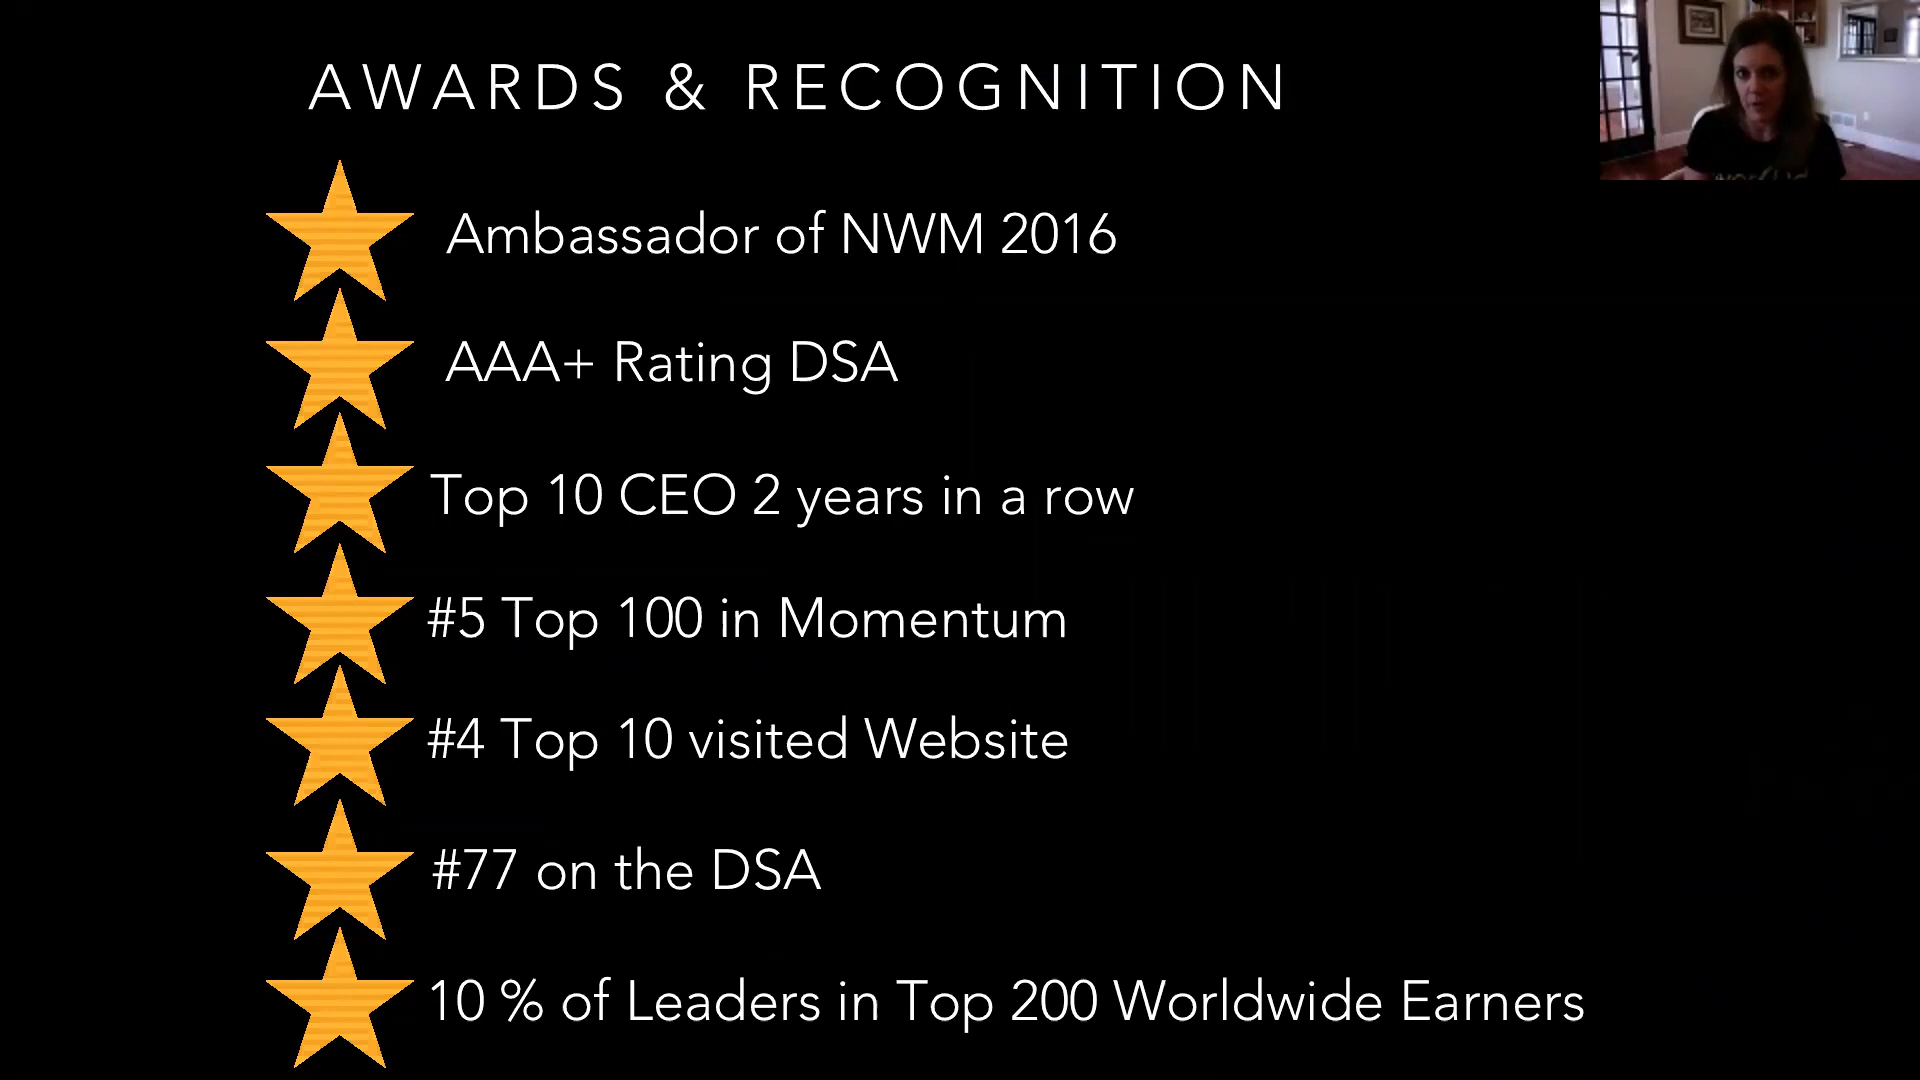 AWARDS & RECOGNITION
Ambassador of NWM 2016
AAA+ Rating DSA
Top 10 CEO 2 years in a row
#5 Top 100 in Momentum
#4 Top 10 visited Website
#77 on the DSA
10 % of Leaders in Top 200 Worldwide Earners